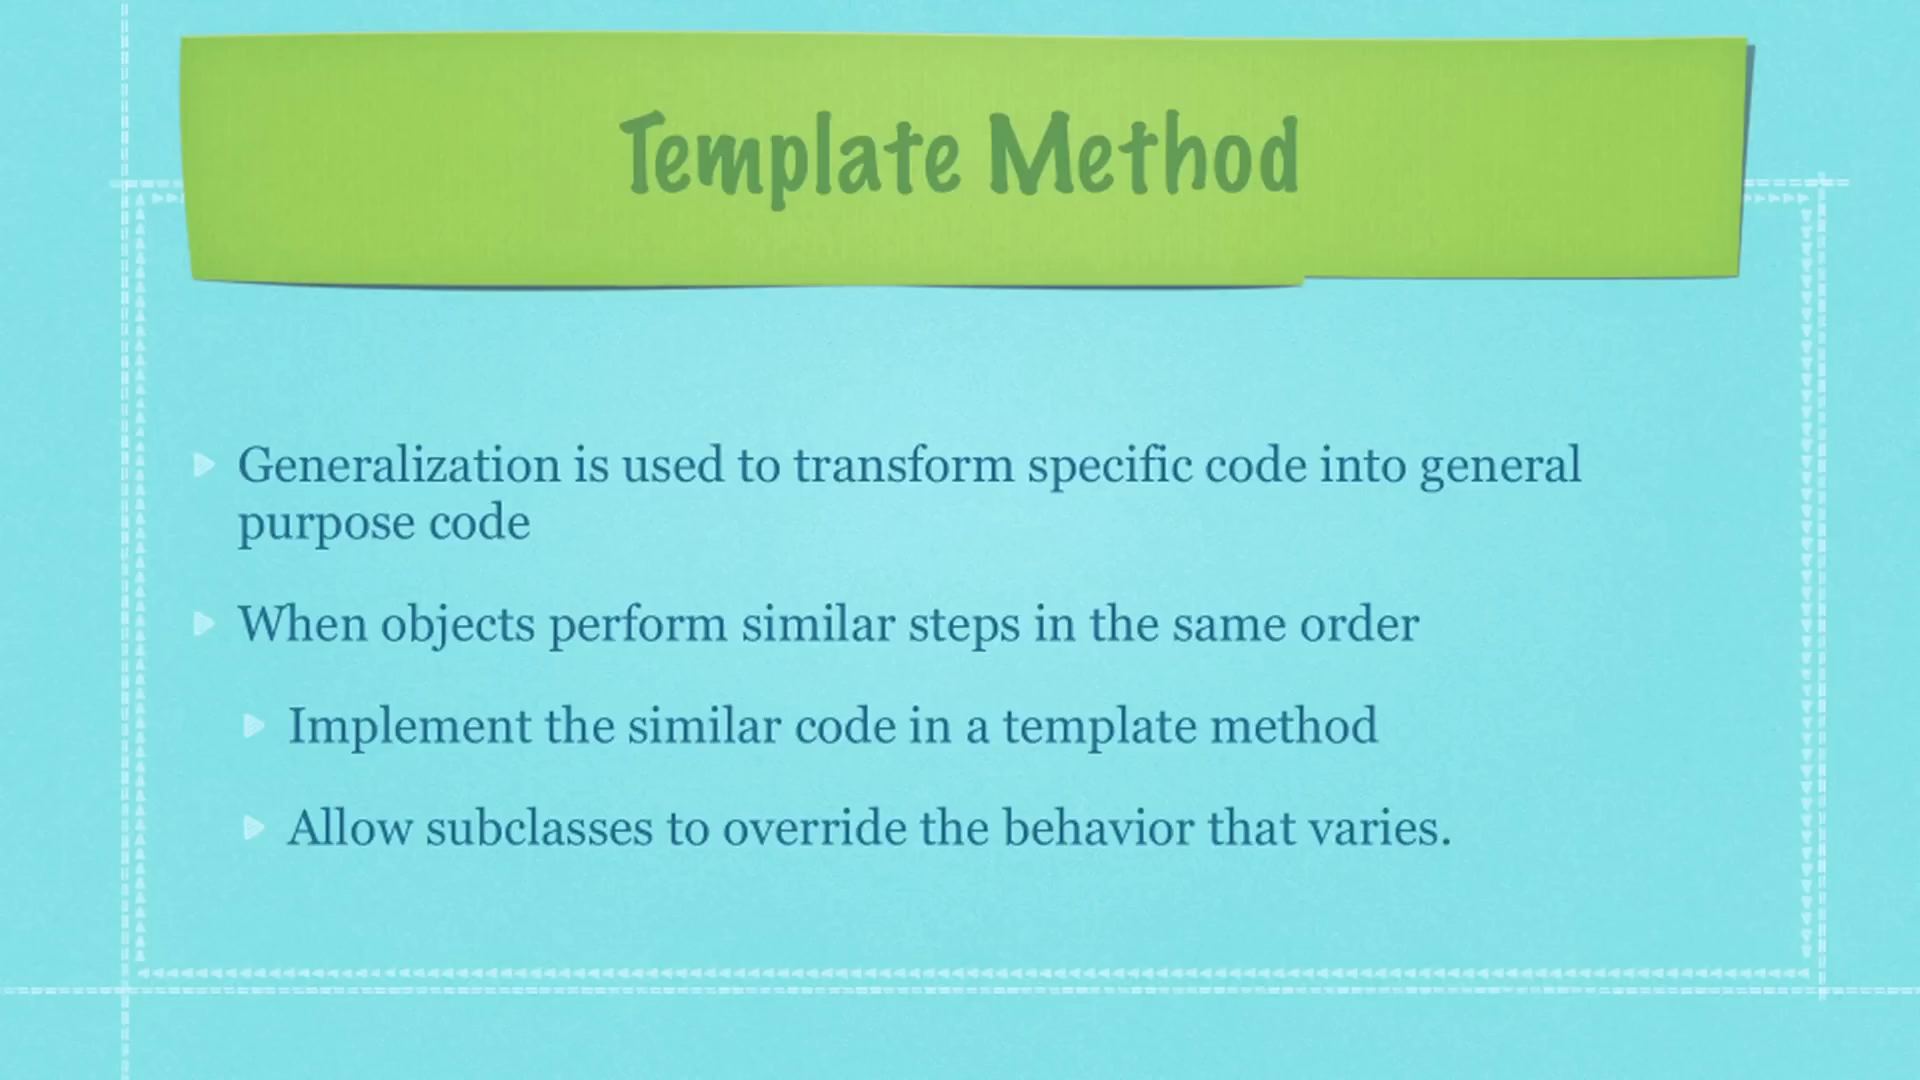 Template Method
Generalization is used to transform specific code into general
purpose code
When objects perform similar steps in the same order
Implement the similar code in a template method
Allow subclasses to override the behavior that varies.